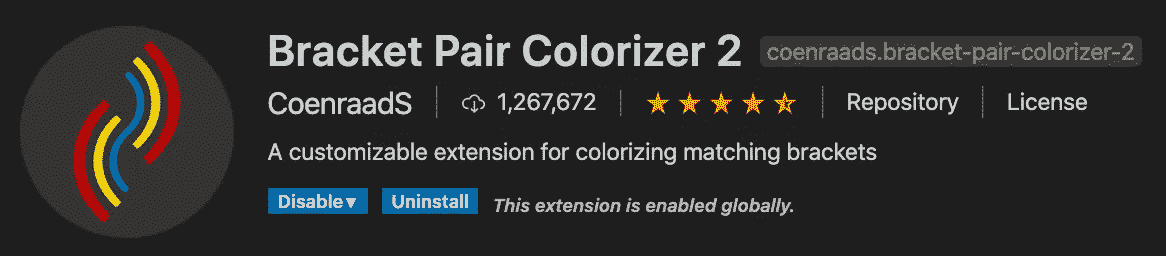 Bracket Pair Colorizer 2 coenraads.bracket-pair-colorizer-2
CoenraadS 1,267,672 Repository License
A customizable extension for colorizing matching brackets
Disable Uninstall This extension is enabled globally.